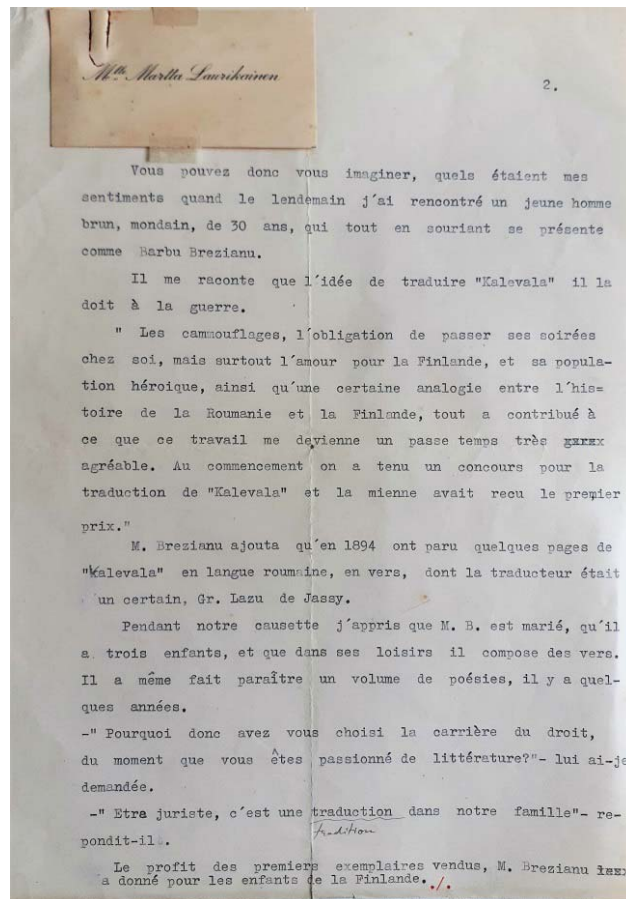 Mlle Martta Laurikainen
2.
Vous pouvez donc vous imaginer, quels étaient mes
sentiments quand le lendemain j´ai rencontré un jeune homme
brun, mondain, de 30 ans, qui tout en souriant se présente
comme Barbu Brezianu.
Il me raconte que l´idée de traduire "Kalevala" il la
doit à la guerre.
" Les cammouflages, l´obligation de passer ses soirées
chez soi, mais surtout l´amour pour la Finlande, et sa popula-
tion héroique, ainsi qu´une certaine analogie entre l´his=
toire de la Roumanie et la Finlande, tout a contribué à
ce que ce travail me devienne un passe temps très
agréable. Au commencement on a tenu un concours pour la
traduction de "Kalevala" et la mienne avait recu le premier
prix."
M. Brezianu ajouta qu´en 1894 ont paru quelques pages de
"Kalevala" en langue roumaine, en vers, dont la traducteur était
un certain, Gr. Lazu de Jassy.
Pendant notre causette j´appris que M. B. est marié, qu´il
a trois enfants, et que dans ses loisirs il compose des vers.
Il a même fait paraître un volume de poésies, il y a quel-
ques années.
-" Pourquoi donc avez vous choisi la carrière du droit,
du moment que vous êtes passionné de littérature?"- lui ai-je
demandée.
-" Etre juriste, c´est une traduction dans notre famille"- re-
tradition
pondit-il .
Le profit des premiers exemplaires vendus, M. Brezianu
a donné pour les enfants de la Finlande. ./.